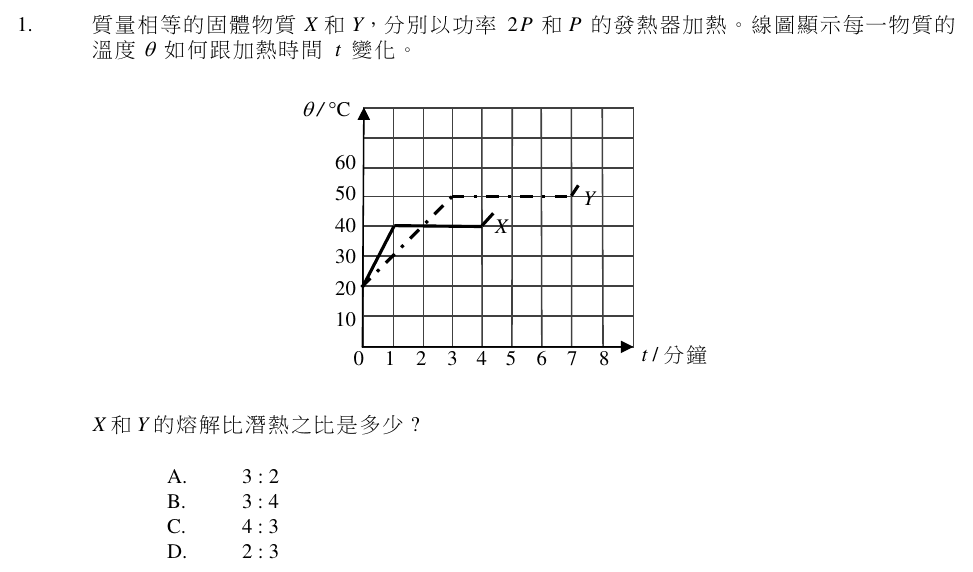 1. 質量相等的固體物質 X 和 Y，分別以功率 2P 和 P 的發熱器加熱。線圖顯示每一物質的
溫度 θ 如何跟加熱時間 t 變化。
θ / °C
60
50
40
30
20
10
Y
X
0 1 2 3 4 5 6 7 8
t / 分鐘
X 和 Y 的熔解比潛熱之比是多少？
A. 3 : 2
B. 3 : 4
C. 4 : 3
D. 2 : 3